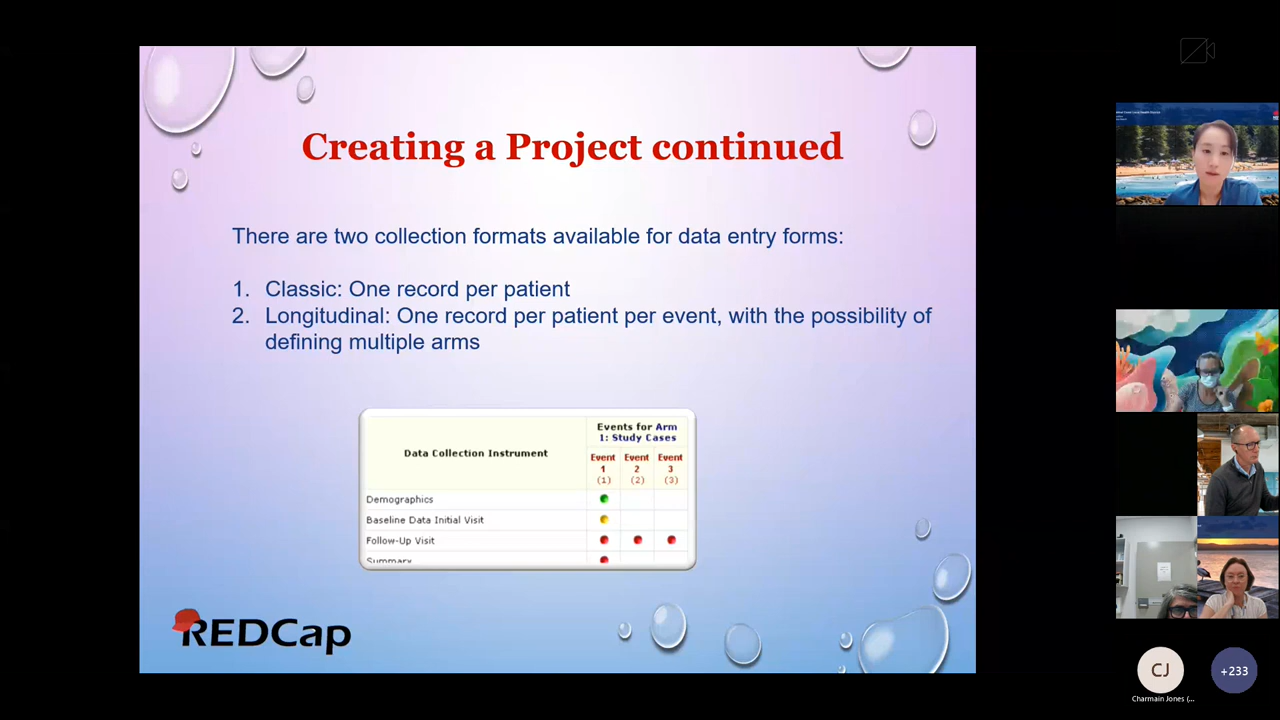 Creating a Project continued
There are two collection formats available for data entry forms:
1. Classic: One record per patient
2. Longitudinal: One record per patient per event, with the possibility of
defining multiple arms
Data Collection Instrument
Events for Arm
1: Study Cases
Event Event Event
1 2 3
(1) (2) (3)
Demographics
Baseline Data Initial Visit
Follow-Up Visit
Summary
REDCap
CJ
+233
Charmain Jones (...